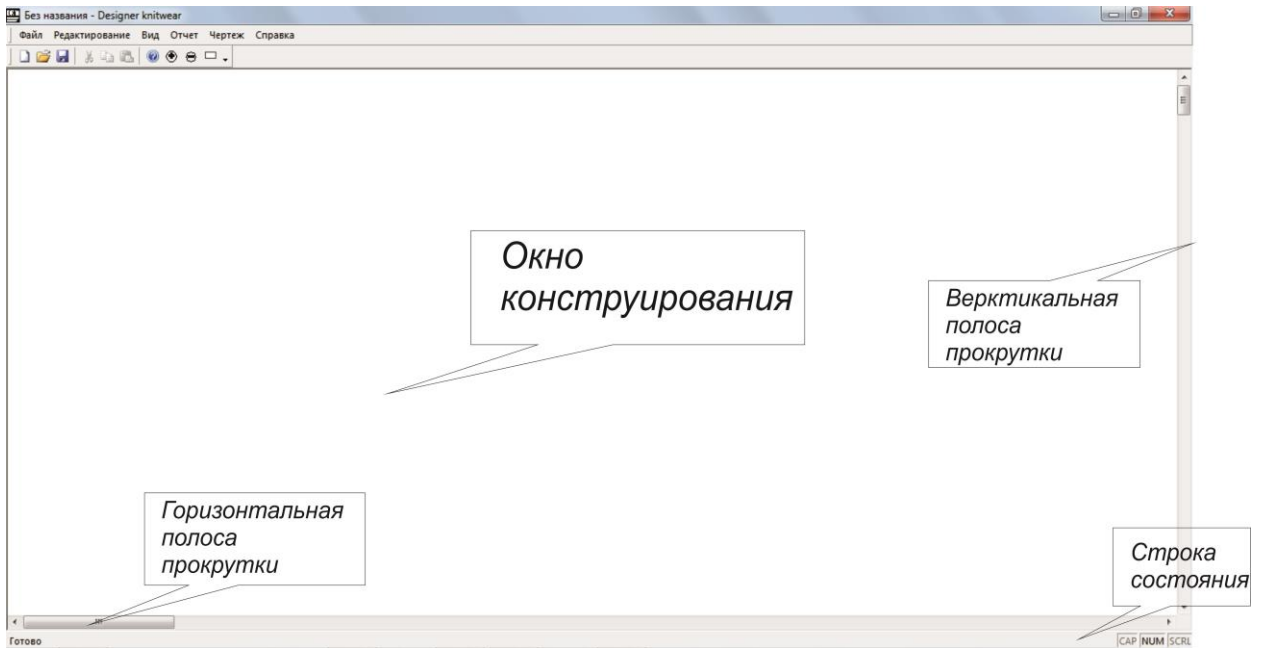 Без названия - Designer knitwear
Файл Редактирование Вид Отчет Чертеж Справка
Окно
конструирования
Верктикальная
полоса
прокрутки
Горизонтальная
полоса
прокрутки
Строка
состояния
Готово
CAP NUM SCRL